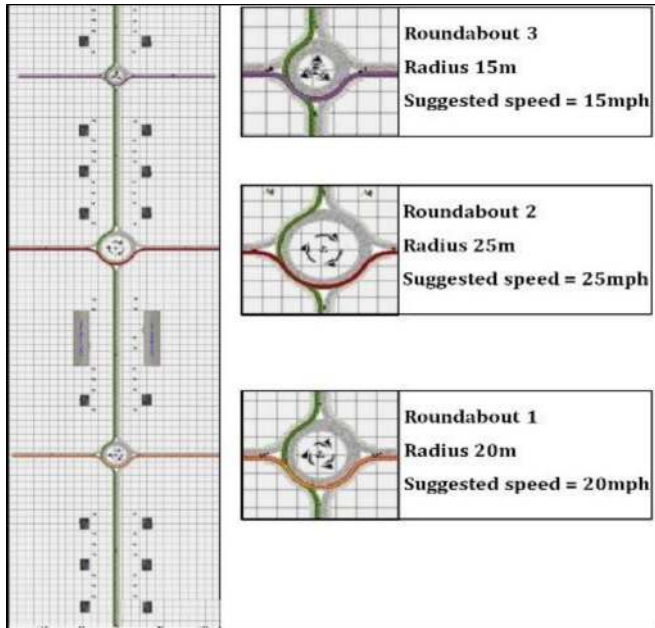 Roundabout 3
Radius 15m
Suggested speed = 15mph
Roundabout 2
Radius 25m
Suggested speed = 25mph
Roundabout 1
Radius 20m
Suggested speed = 20mph